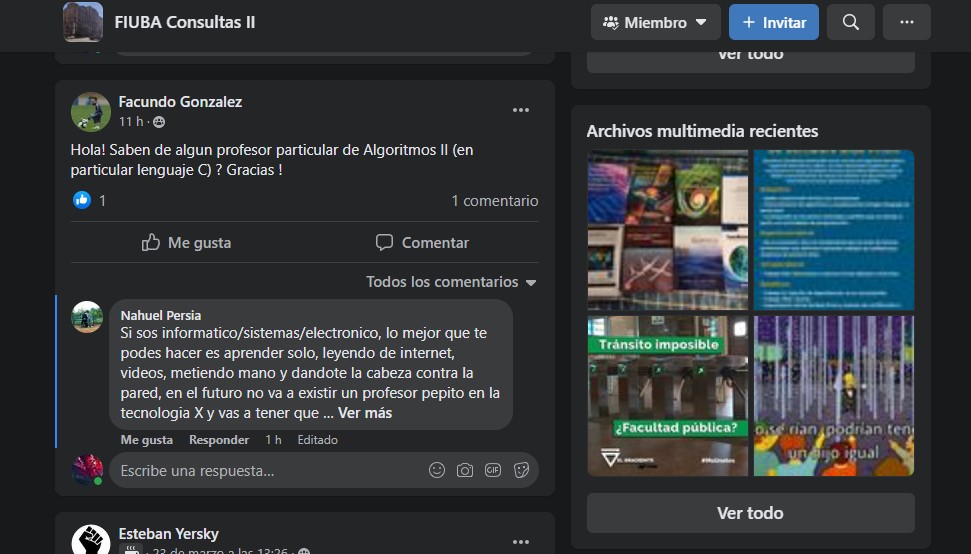 FIUBA Consultas II
Miembro
+ Invitar
Ver todo
Facundo Gonzalez
11 h ·
Hola! Saben de algun profesor particular de Algoritmos II (en
particular lenguaje C) ? Gracias !
1
1 comentario
Me gusta
Comentar
Todos los comentarios
Nahuel Persia
Si sos informatico/sistemas/electronico, lo mejor que te
podes hacer es aprender solo, leyendo de internet,
videos, metiendo mano y dandote la cabeza contra la
pared, en el futuro no va a existir un profesor pepito en la
tecnologia X y vas a tener que ... Ver más
Me gusta Responder 1 h Editado
Escribe una respuesta...
GIF
Esteban Yersky
· 23 de marzo a las 13:26 ·
Archivos multimedia recientes
Tránsito imposible
¿Facultad pública?
o se rían ¡podrían ten
un hijo igual
Ver todo